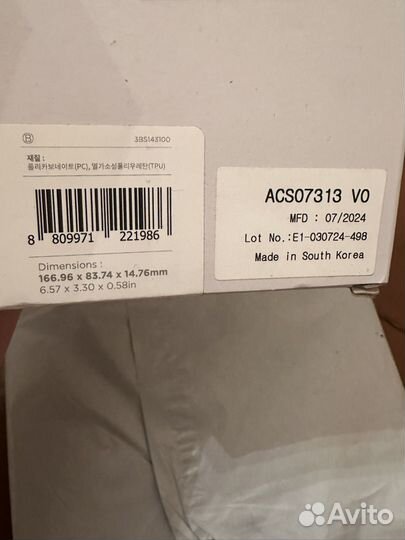 B
3BS143100
재질 :
폴리카보네이트(PC), 열가소성폴리우레탄(TPU)
8 809971 221986
Dimensions :
166.96 x 83.74 x 14.76mm
6.57 x 3.30 x 0.58in
ACS07313 V0
MFD : 07/2024
Lot No.:E1-030724-498
Made in South Korea
Avito